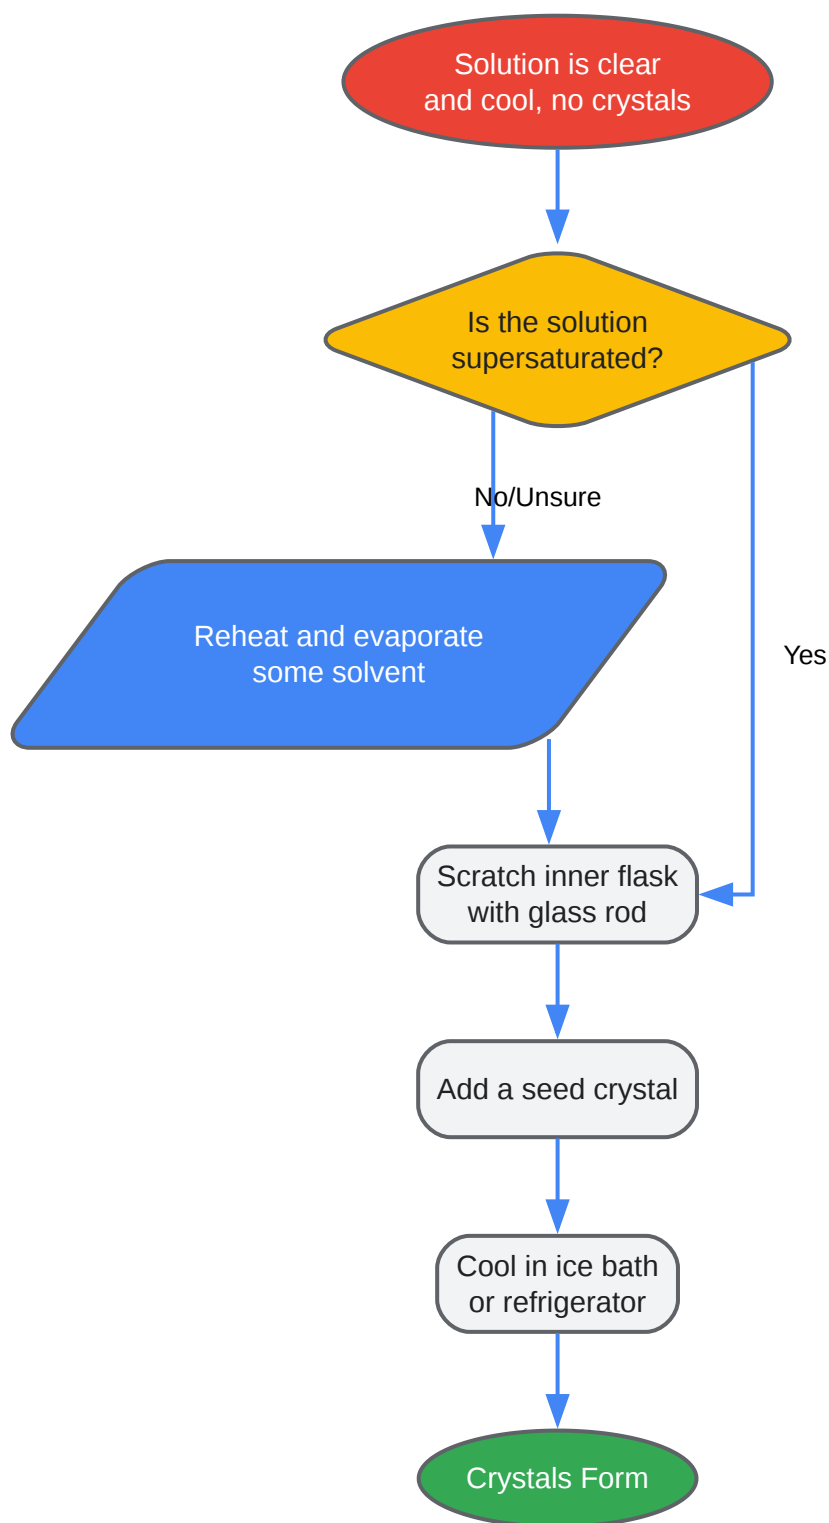 Solution is clear
and cool, no crystals
Is the solution
supersaturated?
No/Unsure
Reheat and evaporate
some solvent
Yes
Scratch inner flask
with glass rod
Add a seed crystal
Cool in ice bath
or refrigerator
Crystals Form